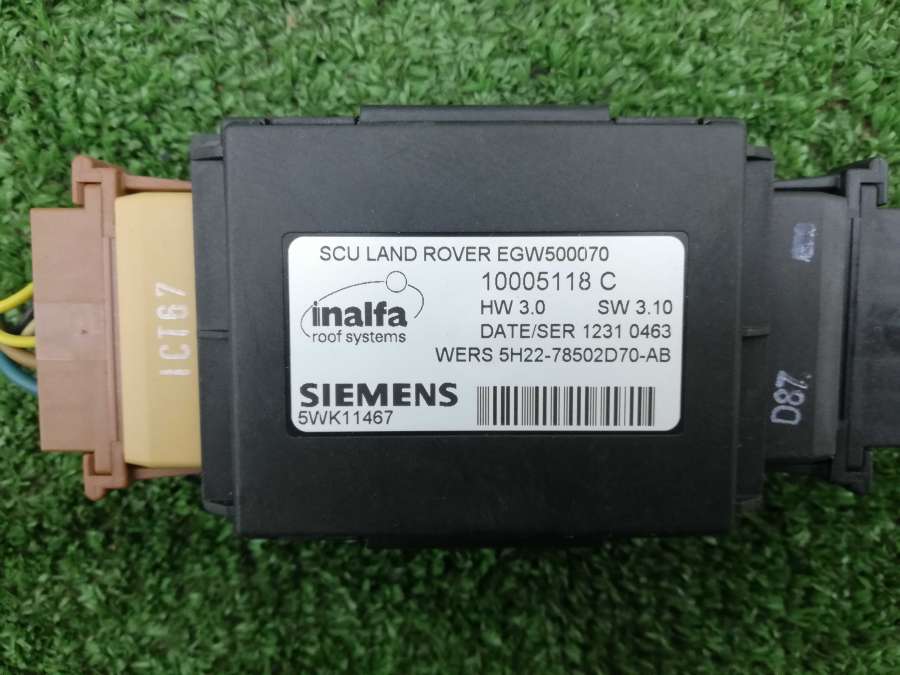 SCU LAND ROVER EGW500070
10005118 C
inalfa
roof systems
HW 3.0 SW 3.10
DATE/SER 1231 0463
WERS 5H22-78502D70-AB
SIEMENS
5WK11467
1CT67
D87